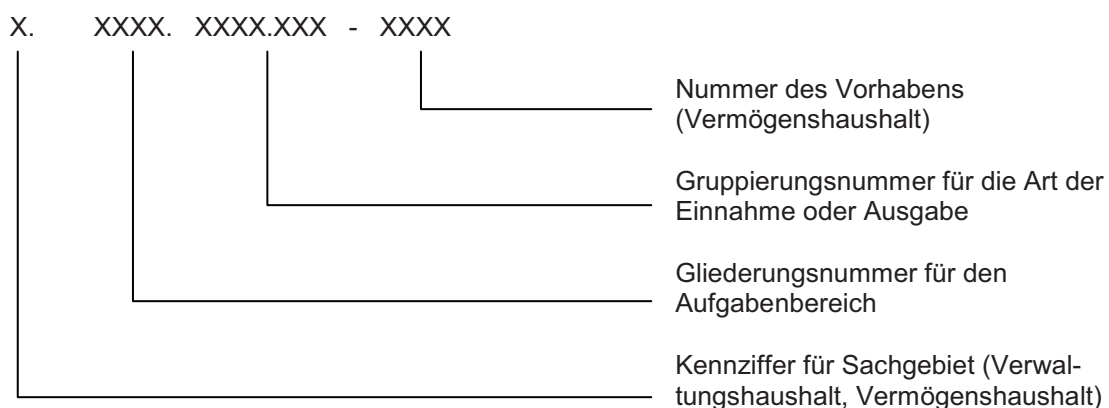 X. XXXX. XXXX.XXX - XXXX
Nummer des Vorhabens
(Vermögenshaushalt)
Gruppierungsnummer für die Art der
Einnahme oder Ausgabe
Gliederungsnummer für den
Aufgabenbereich
Kennziffer für Sachgebiet (Verwal-
tungshaushalt, Vermögenshaushalt)